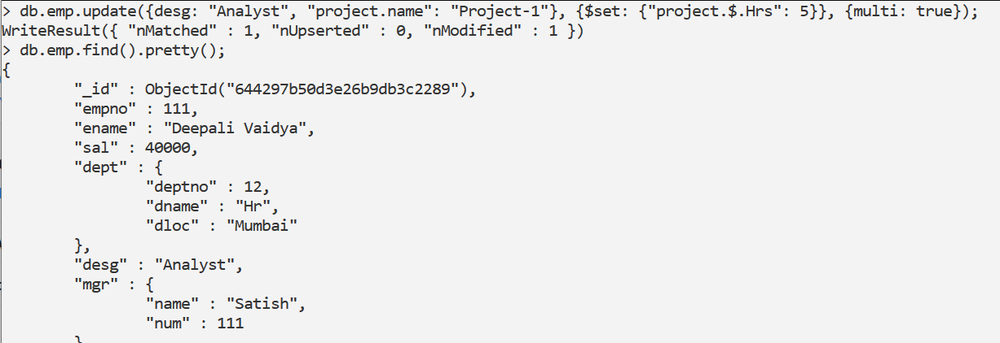 > db.emp.update({desg: "Analyst", "project.name": "Project-1"}, {$set: {"project.$.Hrs": 5}}, {multi: true});
WriteResult({ "nMatched" : 1, "nUpserted" : 0, "nModified" : 1 })
> db.emp.find().pretty();
{
        "_id" : ObjectId("644297b50d3e26b9db3c2289"),
        "empno" : 111,
        "ename" : "Deepali Vaidya",
        "sal" : 40000,
        "dept" : {
                "deptno" : 12,
                "dname" : "Hr",
                "dloc" : "Mumbai"
        },
        "desg" : "Analyst",
        "mgr" : {
                "name" : "Satish",
                "num" : 111
        }